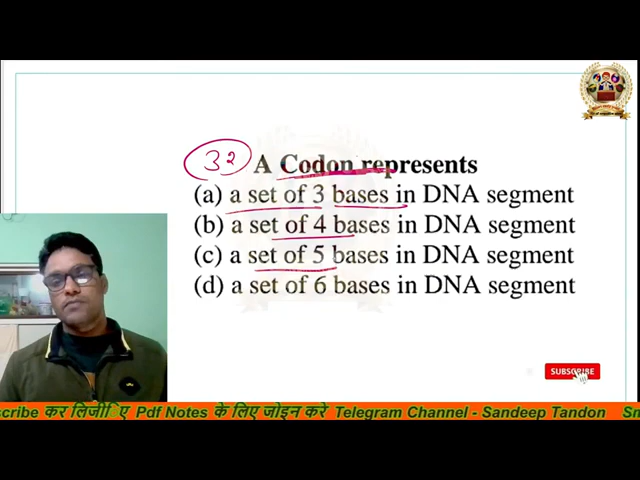 32 A Codon represents
(a) a set of 3 bases in DNA segment
(b) a set of 4 bases in DNA segment
(c) a set of 5 bases in DNA segment
(d) a set of 6 bases in DNA segment
SUBSCRIBE
scribe कर लिजीिए Pdf Notes के लिए जोइन करे Telegram Channel - Sandeep Tandon Sm